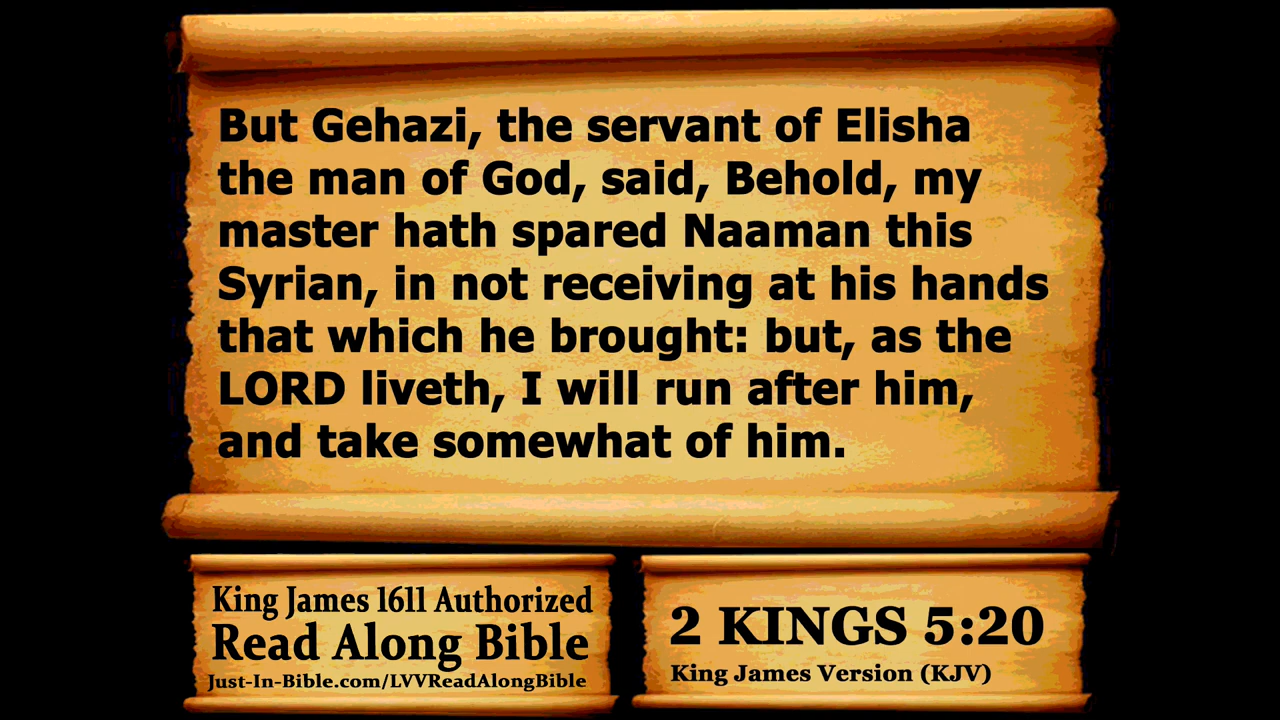 But Gehazi, the servant of Elisha
the man of God, said, Behold, my
master hath spared Naaman this
Syrian, in not receiving at his hands
that which he brought: but, as the
LORD liveth, I will run after him,
and take somewhat of him.
King James 1611 Authorized
Read Along Bible
Just-In-Bible.com/LVVReadAlongBible
2 KINGS 5:20
King James Version (KJV)